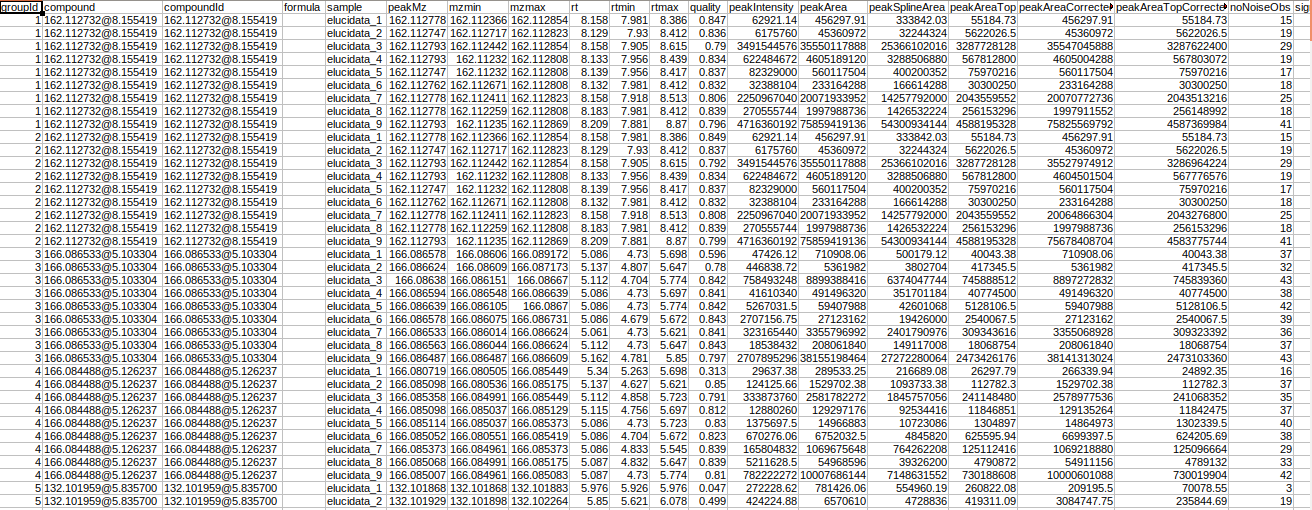 groupId compound compoundId formula sample peakMz mzmin mzmax rt rtmin rtmax quality peakIntensity peakArea peakSplineArea peakAreaTop peakAreaCorrected peakAreaTopCorrecte noNoiseObs sig
1 162.112732@8.155419 162.112732@8.155419 elucidata_1 162.112778 162.112366 162.112854 8.158 7.981 8.386 0.847 62921.14 456297.91 333842.03 55184.73 456297.91 55184.73 15
1 162.112732@8.155419 162.112732@8.155419 elucidata_2 162.112747 162.112717 162.112823 8.129 7.93 8.412 0.836 6175760 45360972 32244324 5622026.5 45360972 5622026.5 19
1 162.112732@8.155419 162.112732@8.155419 elucidata_3 162.112793 162.112442 162.112854 8.158 7.905 8.615 0.79 3491544576 35550117888 25366102016 3287728128 35547045888 3287622400 29
1 162.112732@8.155419 162.112732@8.155419 elucidata_4 162.112793 162.11232 162.112808 8.133 7.956 8.439 0.834 622484672 4605189120 3288506880 567812800 4605004288 567803072 19
1 162.112732@8.155419 162.112732@8.155419 elucidata_5 162.112747 162.11232 162.112808 8.139 7.956 8.417 0.837 82329000 560117504 400200352 75970216 560117504 75970216 17
1 162.112732@8.155419 162.112732@8.155419 elucidata_6 162.112762 162.112671 162.112808 8.132 7.981 8.412 0.832 32388104 233164288 166614288 30300250 233164288 30300250 18
1 162.112732@8.155419 162.112732@8.155419 elucidata_7 162.112778 162.112411 162.112823 8.158 7.918 8.513 0.806 2250967040 20071933952 14257792000 2043559552 20070772736 2043513216 25
1 162.112732@8.155419 162.112732@8.155419 elucidata_8 162.112778 162.112259 162.112808 8.183 7.981 8.412 0.839 270555744 1997988736 1426532224 256153296 1997911552 256148992 18
1 162.112732@8.155419 162.112732@8.155419 elucidata_9 162.112793 162.11235 162.112869 8.209 7.881 8.87 0.796 4716360192 75859419136 54300934144 4588195328 75825569792 4587369984 41
2 162.112732@8.155419 162.112732@8.155419 elucidata_1 162.112778 162.112366 162.112854 8.158 7.981 8.386 0.849 62921.14 456297.91 333842.03 55184.73 456297.91 55184.73 15
2 162.112732@8.155419 162.112732@8.155419 elucidata_2 162.112747 162.112717 162.112823 8.129 7.93 8.412 0.837 6175760 45360972 32244324 5622026.5 45360972 5622026.5 19
2 162.112732@8.155419 162.112732@8.155419 elucidata_3 162.112793 162.112442 162.112854 8.158 7.905 8.615 0.792 3491544576 35550117888 25366102016 3287728128 35527974912 3286964224 29
2 162.112732@8.155419 162.112732@8.155419 elucidata_4 162.112793 162.11232 162.112808 8.133 7.956 8.439 0.835 622484672 4605189120 3288506880 567812800 4604501504 567776576 19
2 162.112732@8.155419 162.112732@8.155419 elucidata_5 162.112747 162.11232 162.112808 8.139 7.956 8.417 0.837 82329000 560117504 400200352 75970216 560117504 75970216 17
2 162.112732@8.155419 162.112732@8.155419 elucidata_6 162.112762 162.112671 162.112808 8.132 7.981 8.412 0.832 32388104 233164288 166614288 30300250 233164288 30300250 18
2 162.112732@8.155419 162.112732@8.155419 elucidata_7 162.112778 162.112411 162.112823 8.158 7.918 8.513 0.808 2250967040 20071933952 14257792000 2043559552 20064866304 2043276800 25
2 162.112732@8.155419 162.112732@8.155419 elucidata_8 162.112778 162.112259 162.112808 8.183 7.981 8.412 0.839 270555744 1997988736 1426532224 256153296 1997988736 256153296 18
2 162.112732@8.155419 162.112732@8.155419 elucidata_9 162.112793 162.11235 162.112869 8.209 7.881 8.87 0.799 4716360192 75859419136 54300934144 4588195328 75678408704 4583775744 41
3 166.086533@5.103304 166.086533@5.103304 elucidata_1 166.086578 166.08606 166.089172 5.086 4.73 5.698 0.596 47426.12 710908.06 500179.12 40043.38 710908.06 40043.38 37
3 166.086533@5.103304 166.086533@5.103304 elucidata_2 166.086624 166.08609 166.087173 5.137 4.807 5.647 0.78 446838.72 5361982 3802704 417345.5 5361982 417345.5 32
3 166.086533@5.103304 166.086533@5.103304 elucidata_3 166.08638 166.086151 166.08667 5.112 4.704 5.774 0.842 758493248 8899388416 6374047744 745888512 8897272832 745839360 43
3 166.086533@5.103304 166.086533@5.103304 elucidata_4 166.086594 166.086548 166.086639 5.086 4.73 5.697 0.841 41610340 491496320 351701184 40774500 491496320 40774500 38
3 166.086533@5.103304 166.086533@5.103304 elucidata_5 166.086639 166.086105 166.0867 5.086 4.73 5.774 0.842 5267031.5 59407988 42601068 5128106.5 59407988 5128106.5 42
3 166.086533@5.103304 166.086533@5.103304 elucidata_6 166.086578 166.086075 166.086731 5.086 4.679 5.672 0.843 2707156.75 27123162 19426000 2540067.5 27123162 2540067.5 39
3 166.086533@5.103304 166.086533@5.103304 elucidata_7 166.086533 166.086014 166.086624 5.061 4.73 5.621 0.841 323165440 3355796992 2401790976 309343616 3355068928 309323392 36
3 166.086533@5.103304 166.086533@5.103304 elucidata_8 166.086563 166.086044 166.086624 5.112 4.73 5.647 0.843 18538432 208061840 149117008 18068754 208061840 18068754 37
3 166.086533@5.103304 166.086533@5.103304 elucidata_9 166.086487 166.086487 166.086609 5.162 4.781 5.85 0.797 2707895296 38155198464 27272280064 2473426176 38141313024 2473103360 43
4 166.084488@5.126237 166.084488@5.126237 elucidata_1 166.080719 166.080505 166.085449 5.34 5.263 5.698 0.313 29637.38 289533.25 216689.08 26297.79 266339.94 24892.35 16
4 166.084488@5.126237 166.084488@5.126237 elucidata_2 166.085098 166.080536 166.085175 5.137 4.627 5.621 0.85 124125.66 1529702.38 1093733.38 112782.3 1529702.38 112782.3 37
4 166.084488@5.126237 166.084488@5.126237 elucidata_3 166.085358 166.084991 166.085449 5.112 4.858 5.723 0.791 333873760 2581782272 1845757056 241148480 2578977536 241068352 35
4 166.084488@5.126237 166.084488@5.126237 elucidata_4 166.085098 166.085037 166.085129 5.115 4.756 5.697 0.812 12880260 129297176 92534416 11846851 129135264 11842475 37
4 166.084488@5.126237 166.084488@5.126237 elucidata_5 166.085114 166.085037 166.085373 5.086 4.73 5.723 0.83 1375697.5 14966883 10723086 1304897 14864973 1302339.5 40
4 166.084488@5.126237 166.084488@5.126237 elucidata_6 166.085052 166.080551 166.085419 5.086 4.704 5.672 0.823 670276.06 6752032.5 4845820 625595.94 6699397.5 624205.69 38
4 166.084488@5.126237 166.084488@5.126237 elucidata_7 166.085373 166.084961 166.085373 5.086 4.833 5.545 0.839 165804832 1069675648 764262208 125112416 1069218880 125096664 29
4 166.084488@5.126237 166.084488@5.126237 elucidata_8 166.085068 166.084991 166.085175 5.087 4.832 5.647 0.839 5211628.5 54968596 39326200 4790872 54911156 4789132 33
4 166.084488@5.126237 166.084488@5.126237 elucidata_9 166.085007 166.084961 166.085083 5.087 4.73 5.774 0.81 782222272 10007686144 7148631552 730188608 10000601088 730019904 42
5 132.101959@5.835700 132.101959@5.835700 elucidata_1 132.101868 132.101868 132.101883 5.976 5.926 5.976 0.047 272228.62 781426.06 554960.19 260822.08 209195.5 70078.55 3
5 132.101959@5.835700 132.101959@5.835700 elucidata_2 132.101929 132.101898 132.102264 5.85 5.621 6.078 0.499 424224.88 6570610 4728836 419311.09 3084747.75 235844.69 19